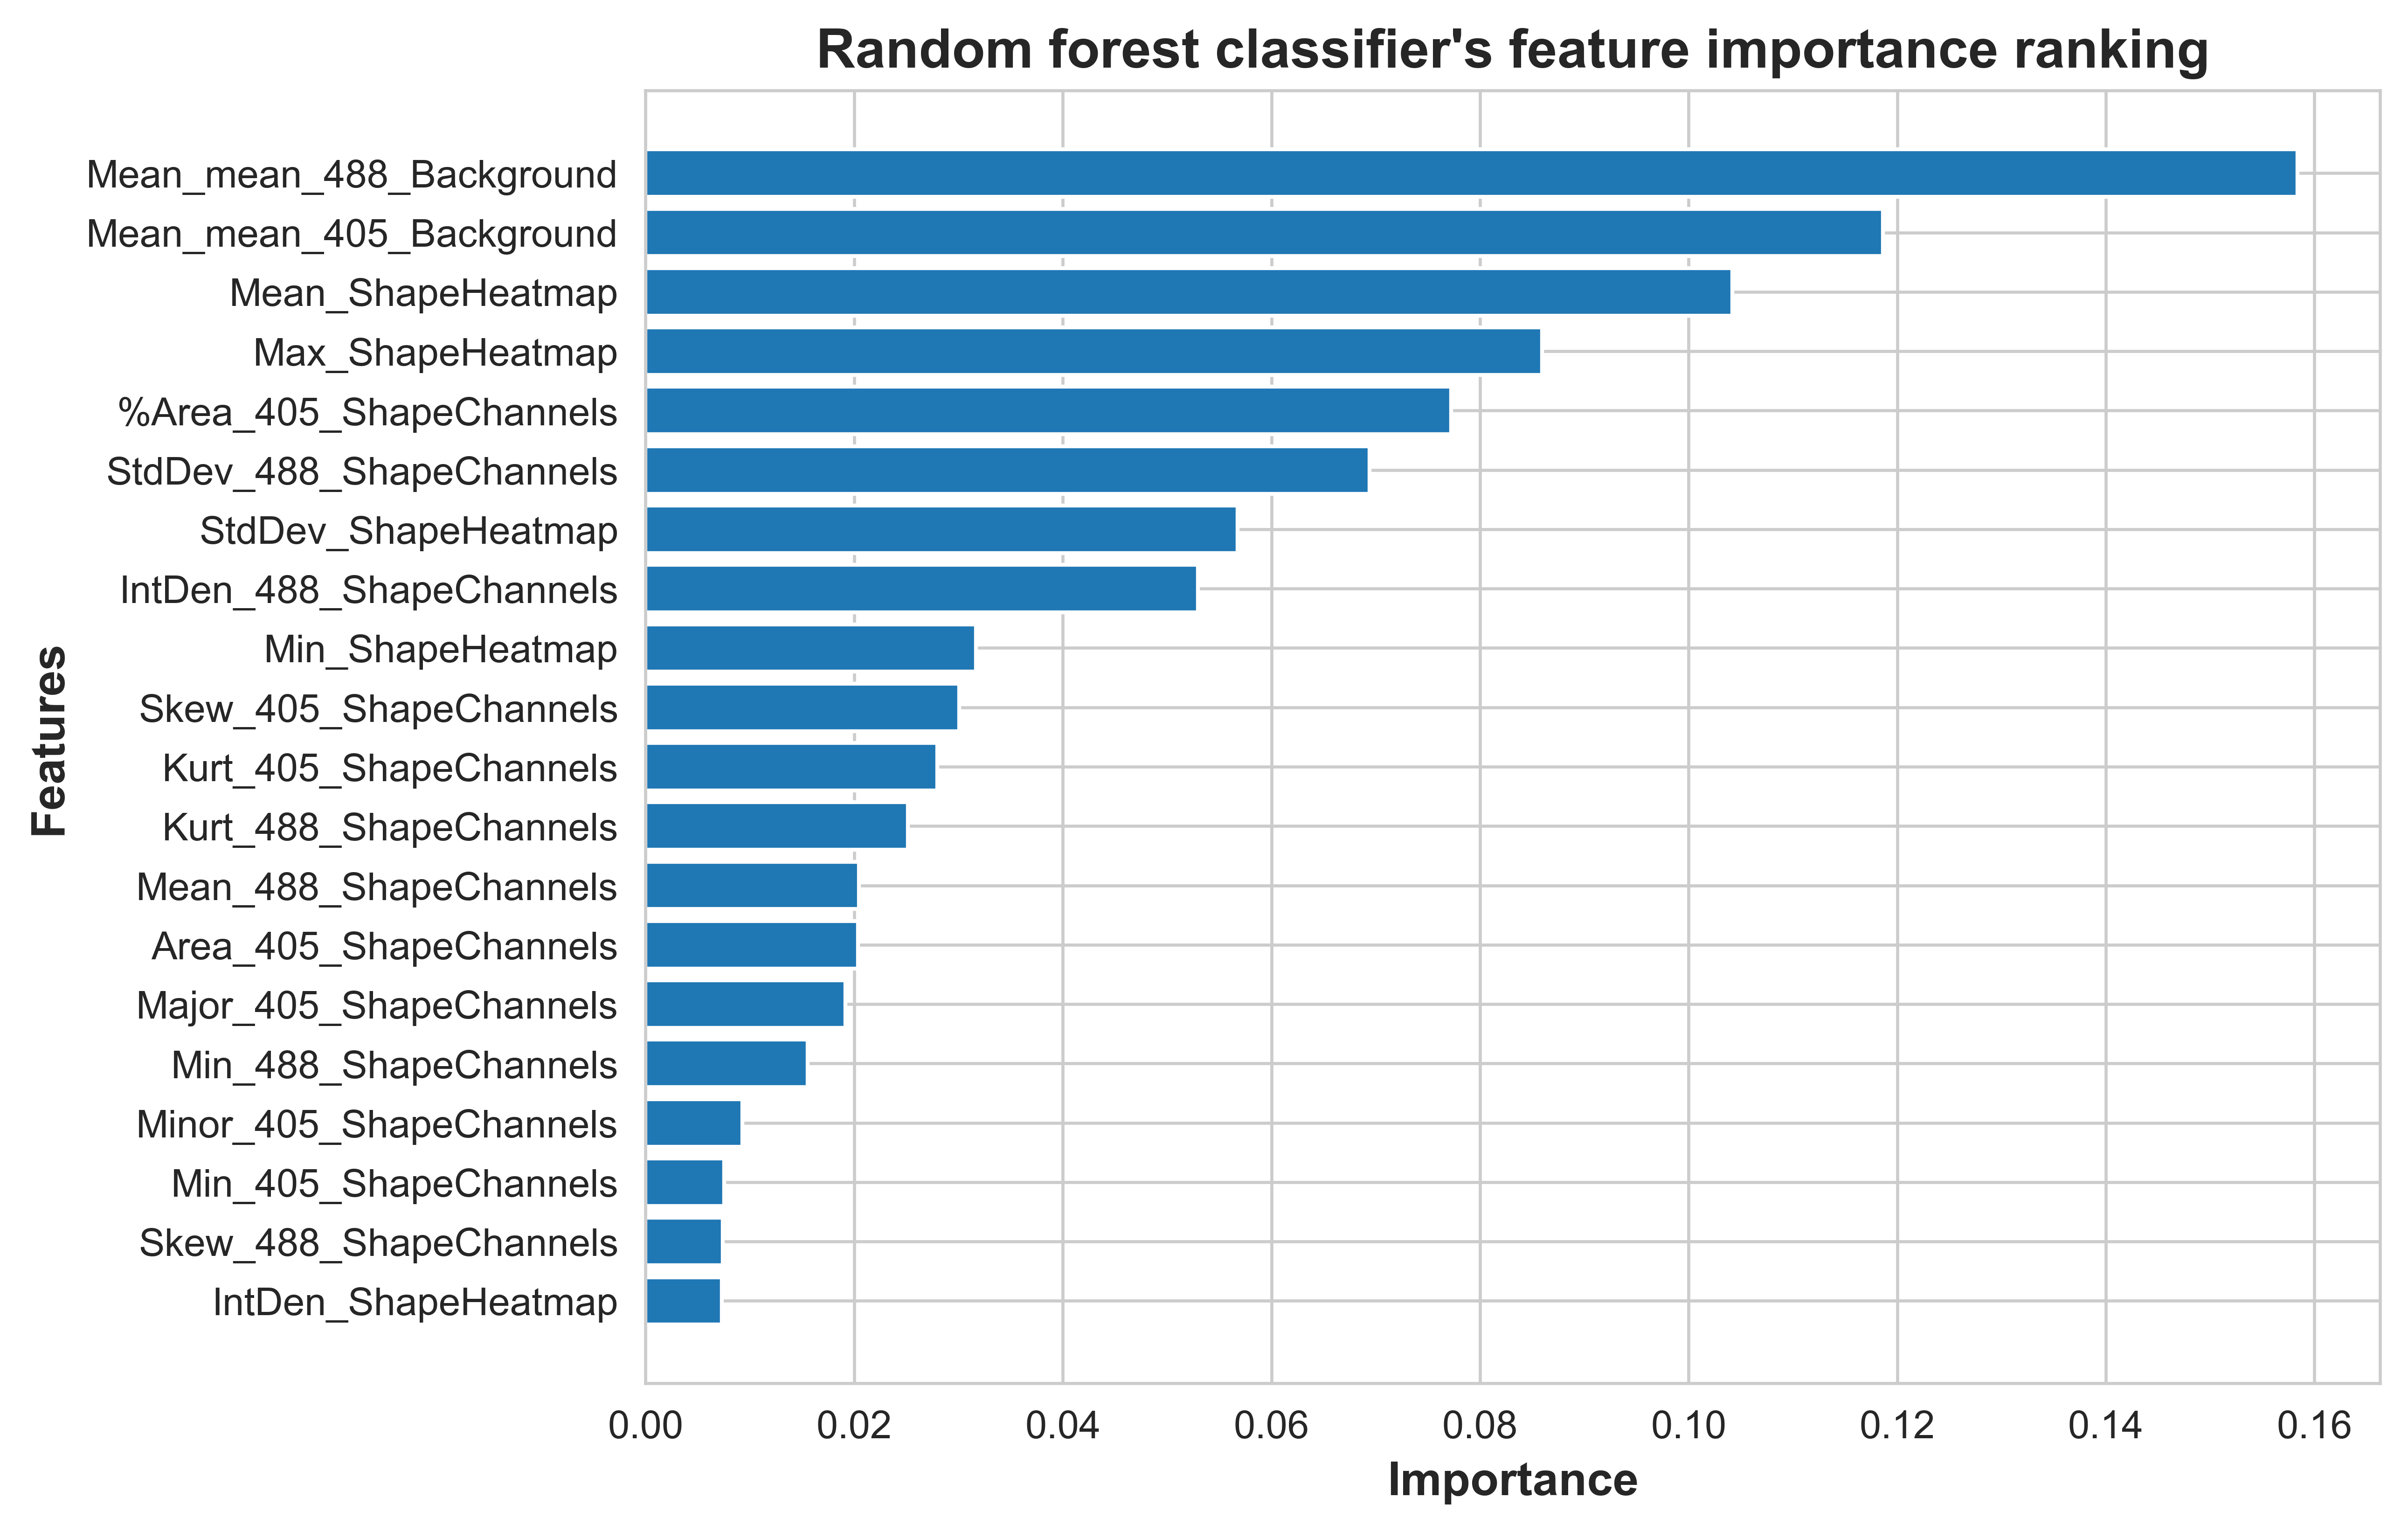 Random forest classifier's feature importance ranking
Mean_mean_488_Background
Mean_mean_405_Background
Mean_ShapeHeatmap
Max_ShapeHeatmap
%Area_405_ShapeChannels
StdDev_488_ShapeChannels
StdDev_ShapeHeatmap
IntDen_488_ShapeChannels
Min_ShapeHeatmap
Skew_405_ShapeChannels
Kurt_405_ShapeChannels
Kurt_488_ShapeChannels
Mean_488_ShapeChannels
Area_405_ShapeChannels
Major_405_ShapeChannels
Min_488_ShapeChannels
Minor_405_ShapeChannels
Min_405_ShapeChannels
Skew_488_ShapeChannels
IntDen_ShapeHeatmap
Features
0.00 0.02 0.04 0.06 0.08 0.10 0.12 0.14 0.16
Importance